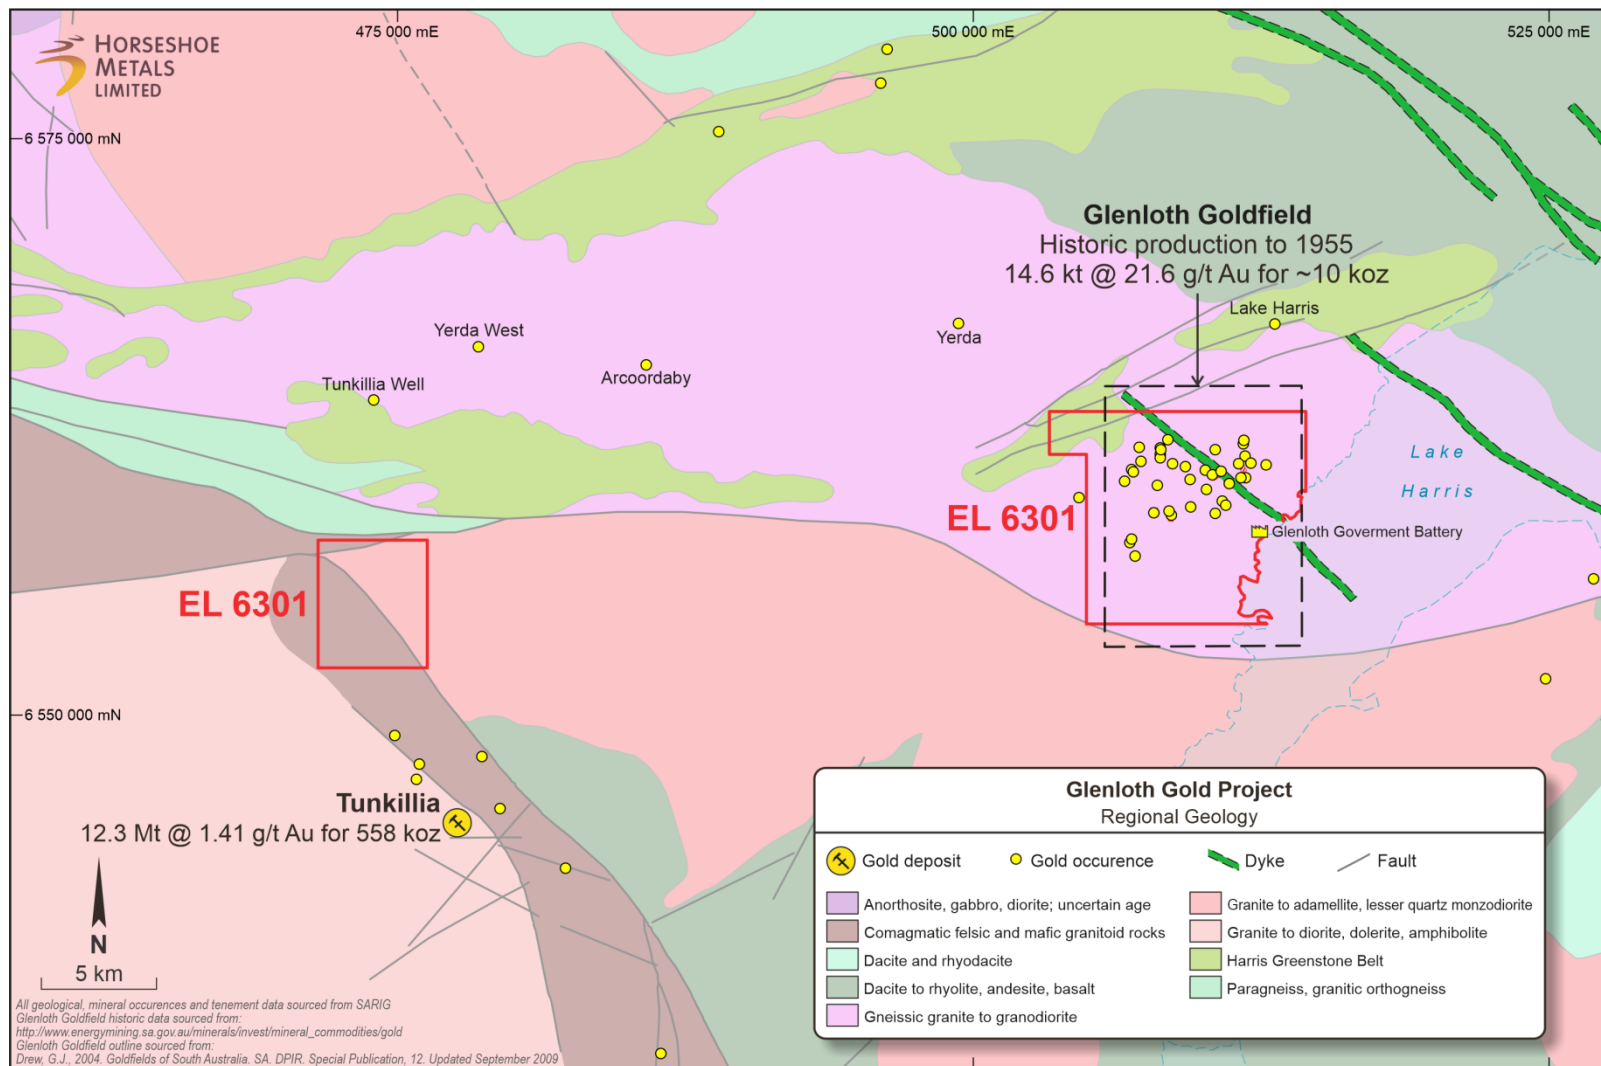 HORSESHOE
METALS
LIMITED
475 000 mE
500 000 mE
525 000 mE
6 575 000 mN
Glenloth Goldfield
Historic production to 1955
14.6 kt @ 21.6 g/t Au for ~10 koz
Lake Harris
Yerda West
Yerda
Arcoordaby
Tunkillia Well
Lake
Harris
EL 6301
Glenloth Goverment Battery
EL 6301
6 550 000 mN
Tunkillia
12.3 Mt @ 1.41 g/t Au for 558 koz
N
5 km
All geological, mineral occurences and tenement data sourced from SARIG
Glenloth Goldfield historic data sourced from:
http://www.energymining.sa.gov.au/minerals/invest/mineral_commodities/gold
Glenloth Goldfield outline sourced from:
Drew, G.J., 2004. Goldfields of South Australia. SA. DPIR. Special Publication, 12. Updated September 2009
Glenloth Gold Project
Regional Geology
Gold deposit
Gold occurence
Dyke
Fault
Anorthosite, gabbro, diorite; uncertain age
Comagmatic felsic and mafic granitoid rocks
Dacite and rhyodacite
Dacite to rhyolite, andesite, basalt
Gneissic granite to granodiorite
Granite to adamellite, lesser quartz monzodiorite
Granite to diorite, dolerite, amphibolite
Harris Greenstone Belt
Paragneiss, granitic orthogneiss